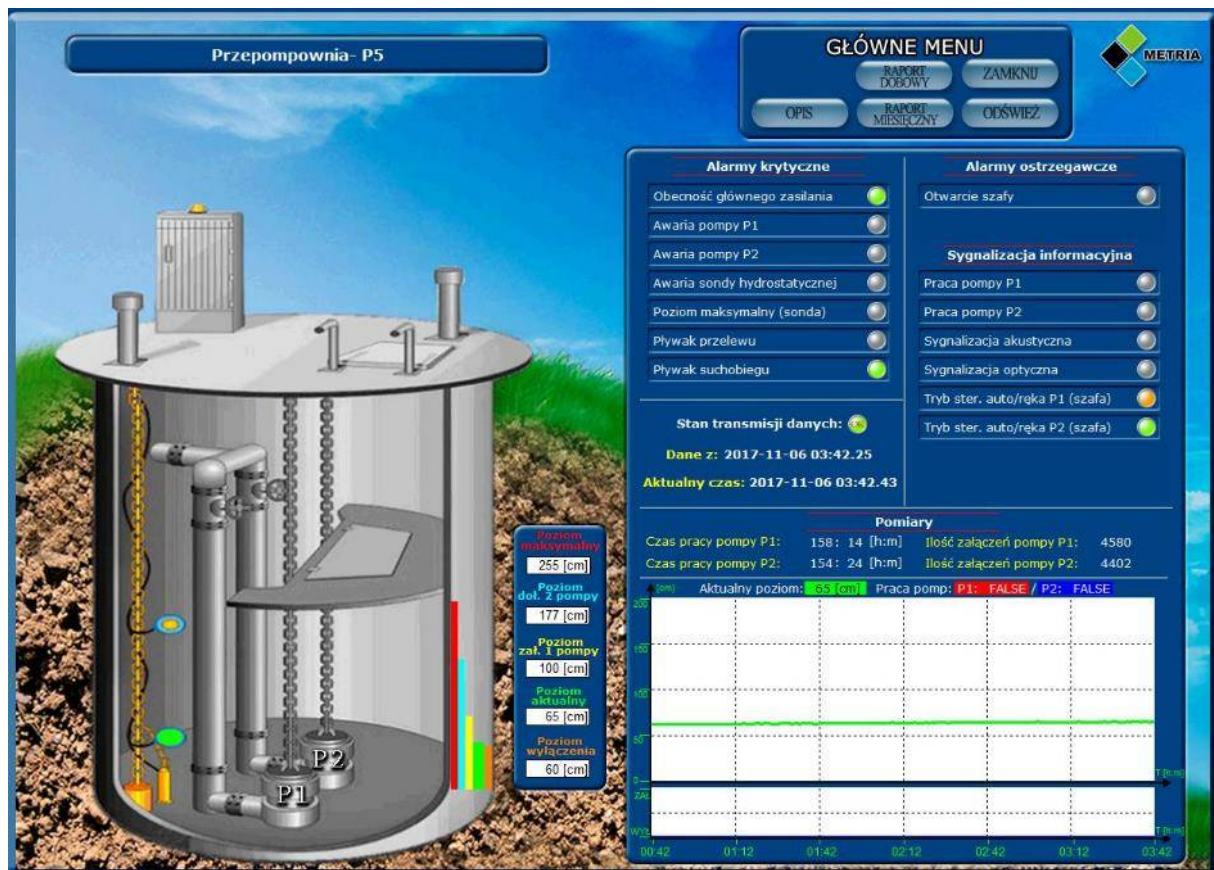 Przepompownia- P5
GŁÓWNE MENU
RAPORT
DOBOWY
ZAMKNIJ
OPIS
RAPORT
MIESIĘCZNY
ODŚWIEŻ
METRIA
Alarmy krytyczne
Obecność głównego zasilania
Awaria pompy P1
Awaria pompy P2
Awaria sondy hydrostatycznej
Poziom maksymalny (sonda)
Pływak przelewu
Pływak suchobiegu
Alarmy ostrzegawcze
Otwarcie szafy
Sygnalizacja informacyjna
Praca pompy P1
Praca pompy P2
Sygnalizacja akustyczna
Sygnalizacja optyczna
Tryb ster. auto/ręka P1 (szafa)
Tryb ster. auto/ręka P2 (szafa)
Stan transmisji danych:
Dane z: 2017-11-06 03:42.25
Aktualny czas: 2017-11-06 03:42.43
Pomiary
Czas pracy pompy P1: 158: 14 [h:m] Ilość załączeń pompy P1: 4580
Czas pracy pompy P2: 154: 24 [h:m] Ilość załączeń pompy P2: 4402
[cm] Aktualny poziom: 65 [cm] Praca pomp: P1: FALSE / P2: FALSE
200
150
100
50
0
T [h:m]
ZAŁ
WYŁ
T [h:m]
00:42 01:12 01:42 02:12 02:42 03:12 03:42
Poziom
maksymalny
255 [cm]
Poziom
doł. 2 pompy
177 [cm]
Poziom
zał. 1 pompy
100 [cm]
Poziom
aktualny
65 [cm]
Poziom
wyłączenia
60 [cm]
P2
P1